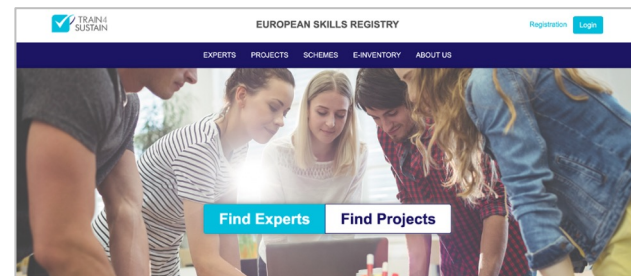 TRAIN4
SUSTAIN
EUROPEAN SKILLS REGISTRY
Registration
Login
EXPERTS PROJECTS SCHEMES E-INVENTORY ABOUT US
Find Experts
Find Projects